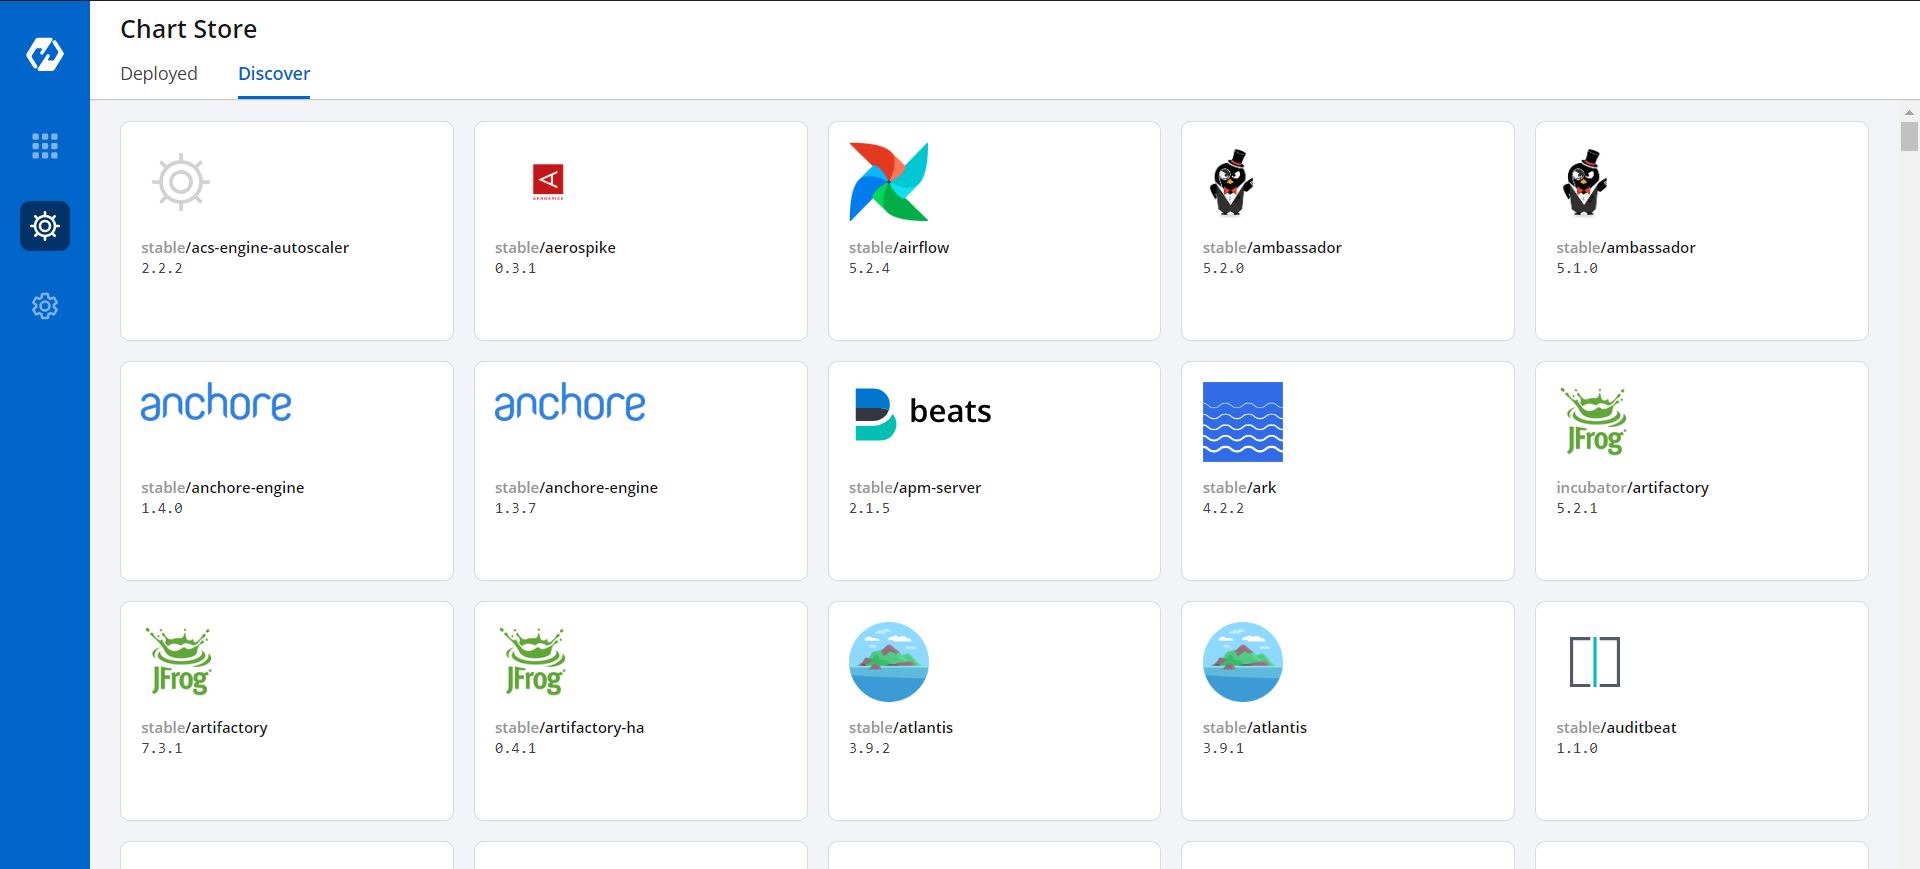 Chart Store
Deployed
Discover
stable/acs-engine-autoscaler
2.2.2
AEROSPIKE
stable/aerospike
0.3.1
stable/airflow
5.2.4
stable/ambassador
5.2.0
stable/ambassador
5.1.0
anchore
stable/anchore-engine
1.4.0
anchore
stable/anchore-engine
1.3.7
beats
stable/apm-server
2.1.5
stable/ark
4.2.2
JFrog
incubator/artifactory
5.2.1
JFrog
stable/artifactory
7.3.1
JFrog
stable/artifactory-ha
0.4.1
stable/atlantis
3.9.2
stable/atlantis
3.9.1
stable/auditbeat
1.1.0